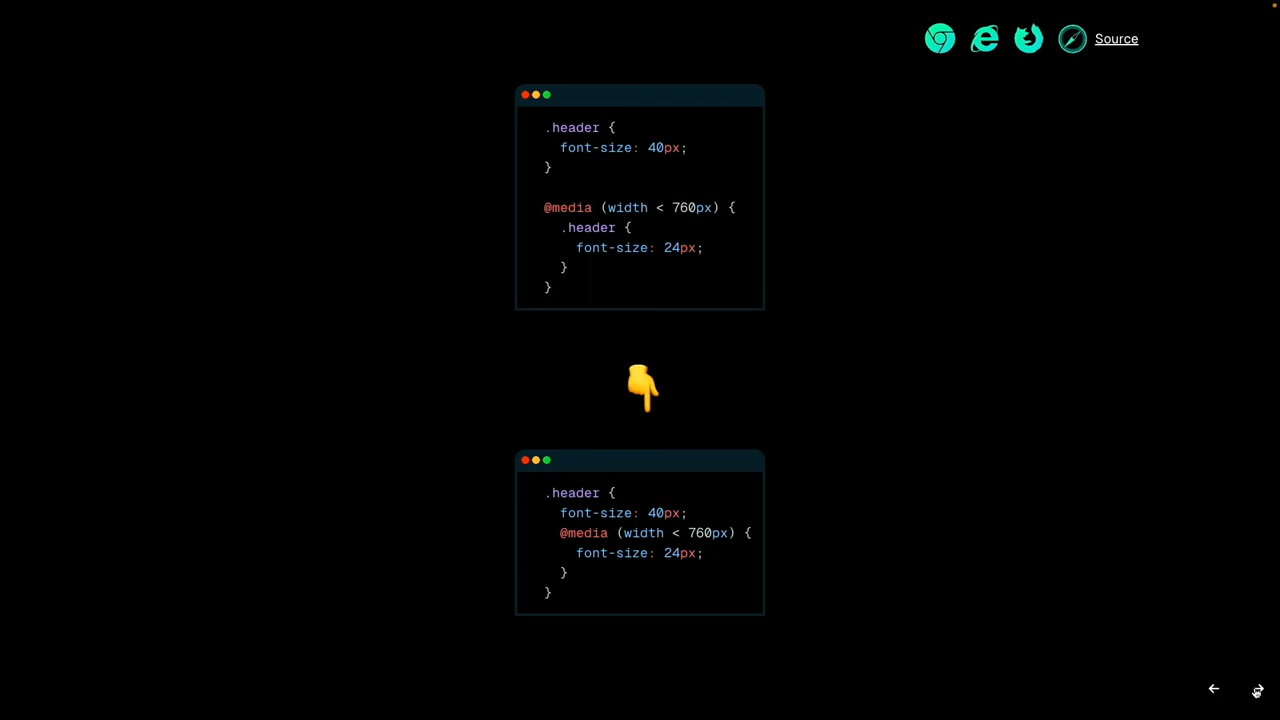 Source
.header {
  font-size: 40px;
}

@media (width < 760px) {
  .header {
    font-size: 24px;
  }
}
.header {
  font-size: 40px;
  @media (width < 760px) {
    font-size: 24px;
  }
}